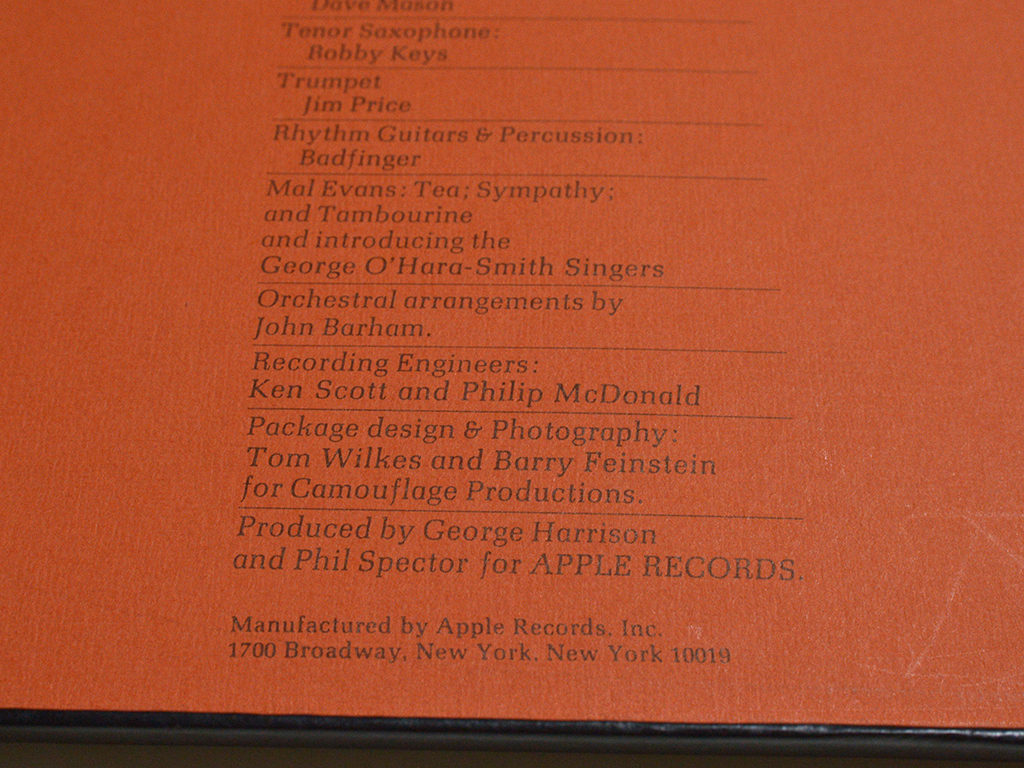 Dave Mason
Tenor Saxophone:
Bobby Keys
Trumpet
Jim Price
Rhythm Guitars & Percussion:
Badfinger
Mal Evans: Tea; Sympathy;
and Tambourine
and introducing the
George O'Hara-Smith Singers
Orchestral arrangements by
John Barham.
Recording Engineers:
Ken Scott and Philip McDonald
Package design & Photography:
Tom Wilkes and Barry Feinstein
for Camouflage Productions.
Produced by George Harrison
and Phil Spector for APPLE RECORDS.
Manufactured by Apple Records, Inc.
1700 Broadway, New York, New York 10019